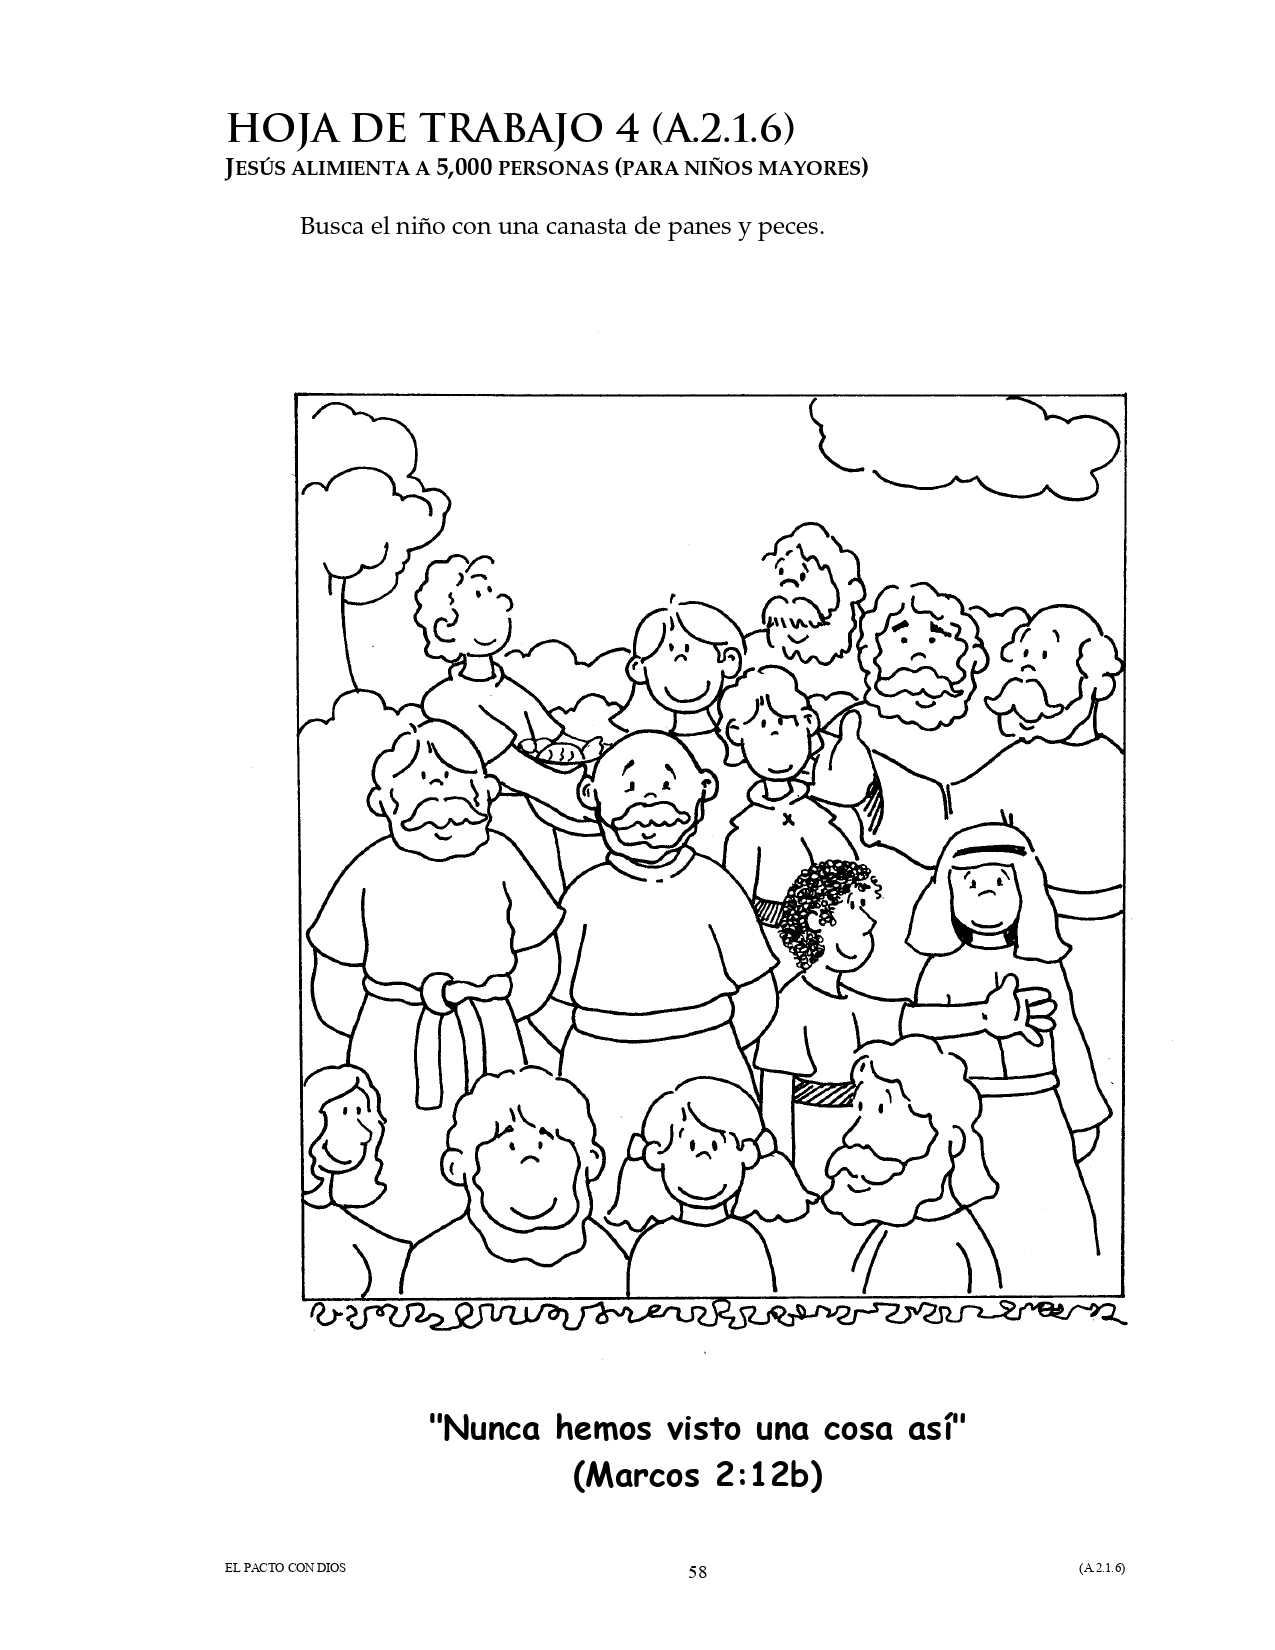 HOJA DE TRABAJO 4 (A.2.1.6)
JESÚS ALIMIENTA A 5,000 PERSONAS (PARA NIÑOS MAYORES)
Busca el niño con una canasta de panes y peces.
"Nunca hemos visto una cosa así"
(Marcos 2:12b)
EL PACTO CON DIOS 58 (A.2.1.6)